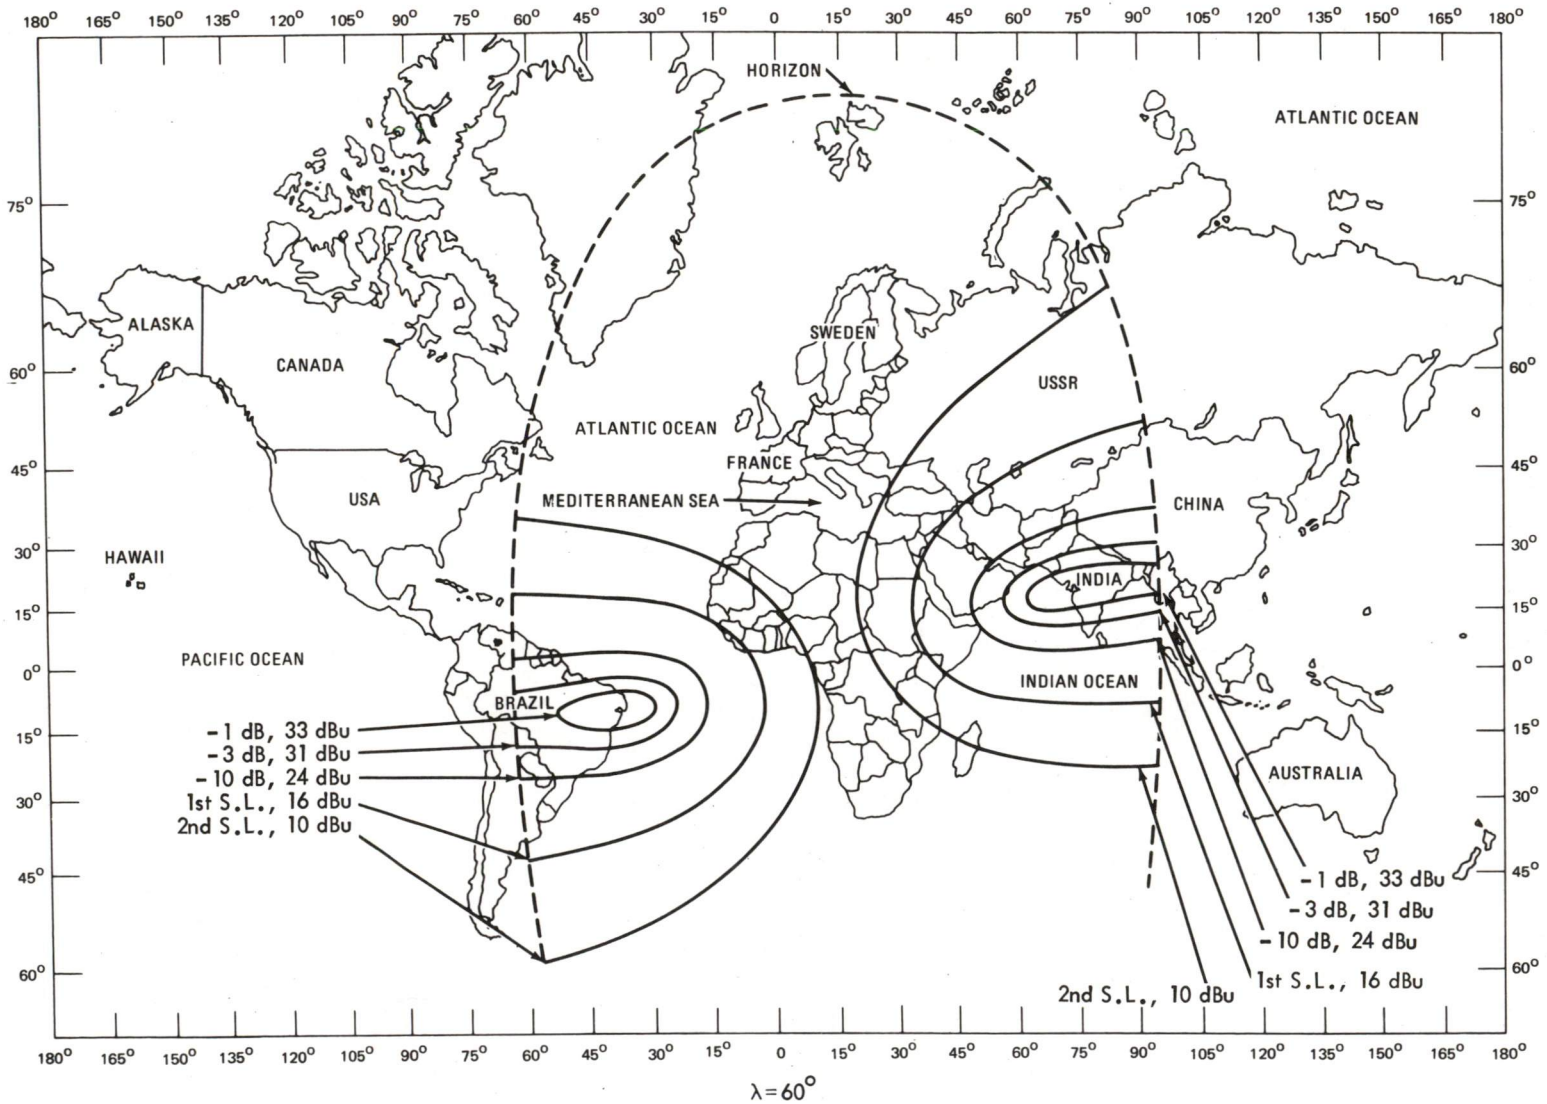 180° 165° 150° 135° 120° 105° 90° 75° 60° 45° 30° 15° 0 15° 30° 45° 60° 75° 90° 105° 120° 135° 150° 165° 180°
HORIZON
ATLANTIC OCEAN
75° 75°
ALASKA
SWEDEN
CANADA
60° 60°
USSR
ATLANTIC OCEAN
FRANCE
45° 45°
USA
MEDITERRANEAN SEA
CHINA
HAWAII
30° 30°
INDIA
15° 15°
PACIFIC OCEAN
0° 0°
INDIAN OCEAN
BRAZIL
-1 dB, 33 dBu
15° 15°
-3 dB, 31 dBu
-10 dB, 24 dBu
AUSTRALIA
30° 30°
1st S.L., 16 dBu
2nd S.L., 10 dBu
45° 45°
-1 dB, 33 dBu
-3 dB, 31 dBu
-10 dB, 24 dBu
60° 60°
1st S.L., 16 dBu
2nd S.L., 10 dBu
180° 165° 150° 135° 120° 105° 90° 75° 60° 45° 30° 15° 0 15° 30° 45° 60° 75° 90° 105° 120° 135° 150° 165° 180°
λ=60°